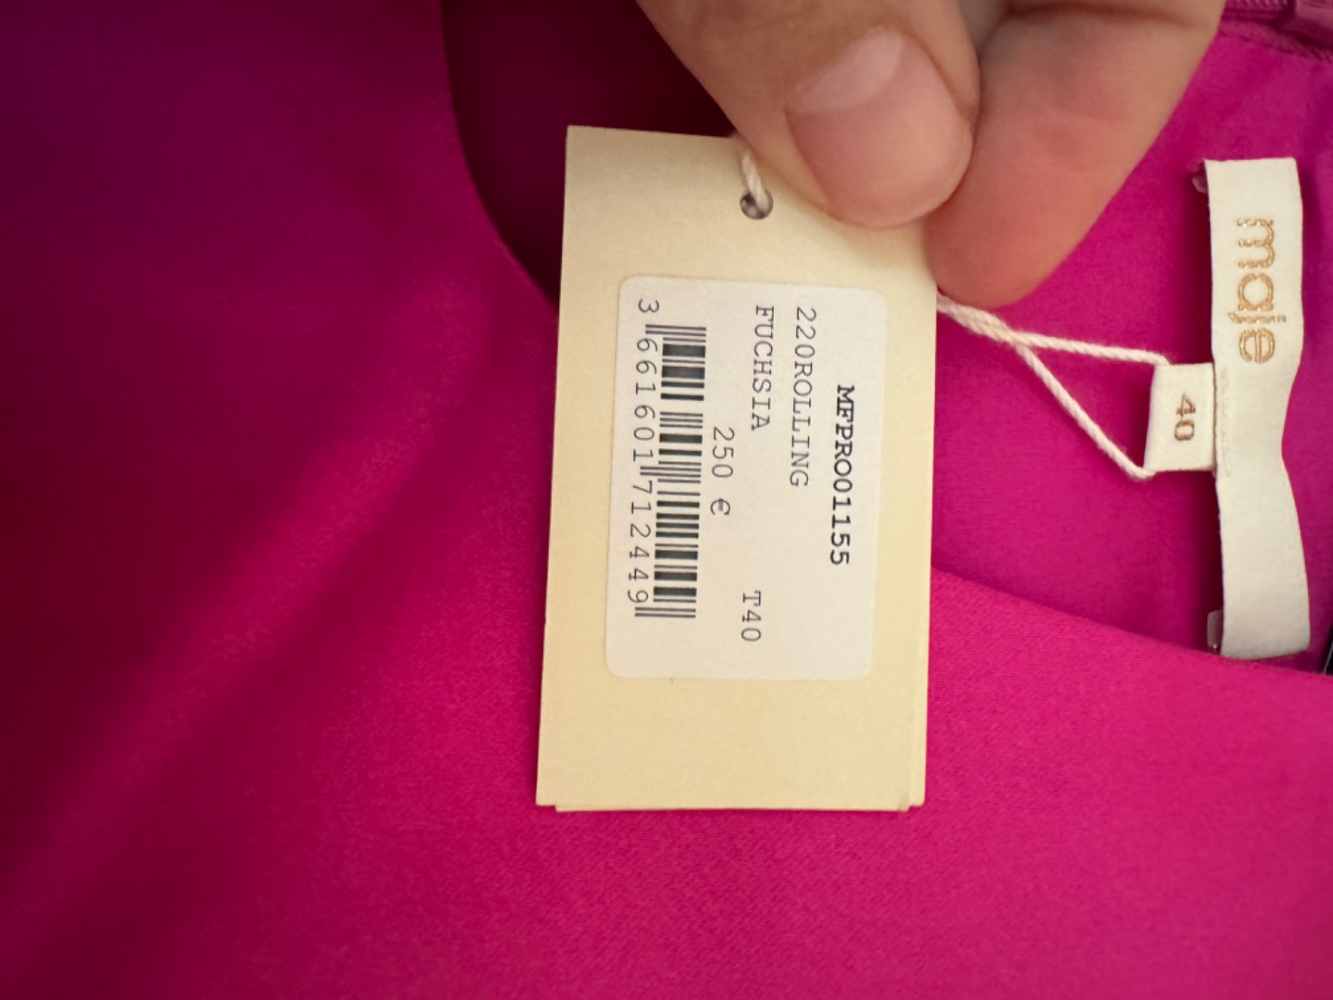 MFPRO01155
220ROLLING
FUCHSIA
T40
250 €
3 661601 712449
maje
40